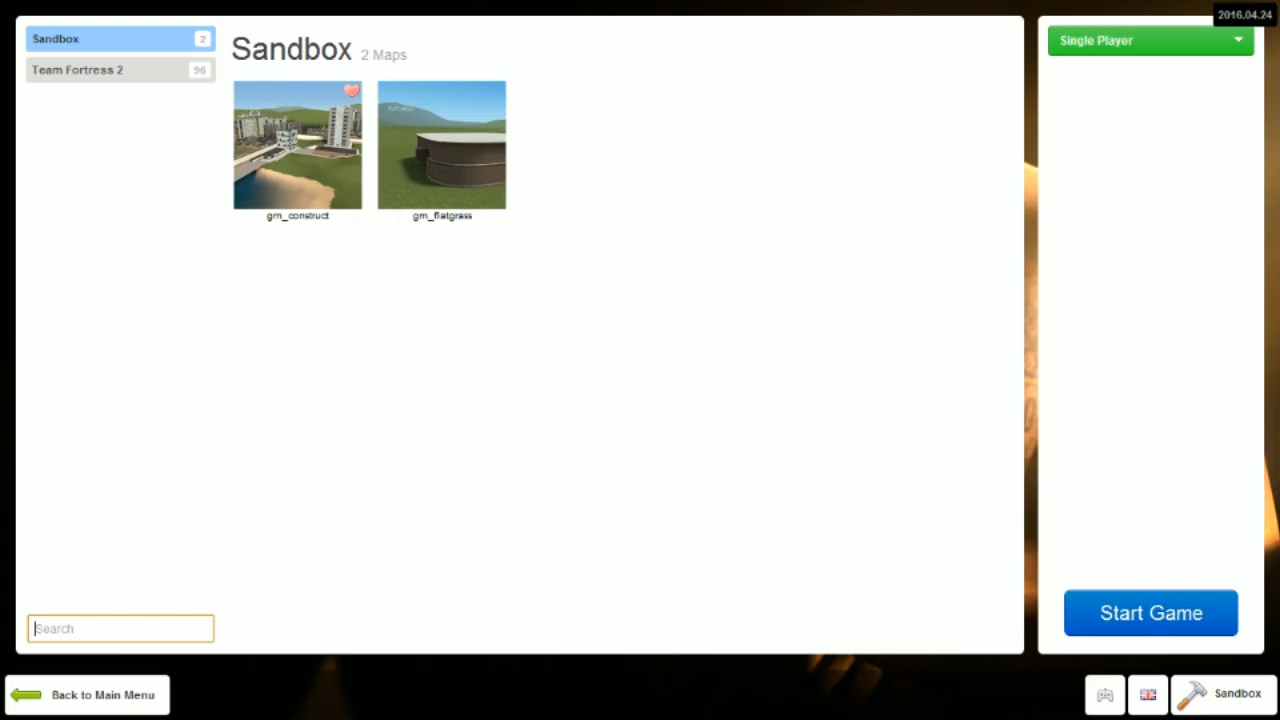 2016.04.24
Sandbox 2
Team Fortress 2 96
Sandbox 2 Maps
gm_construct
gm_flatgrass
Search
Single Player
Start Game
Back to Main Menu
Sandbox